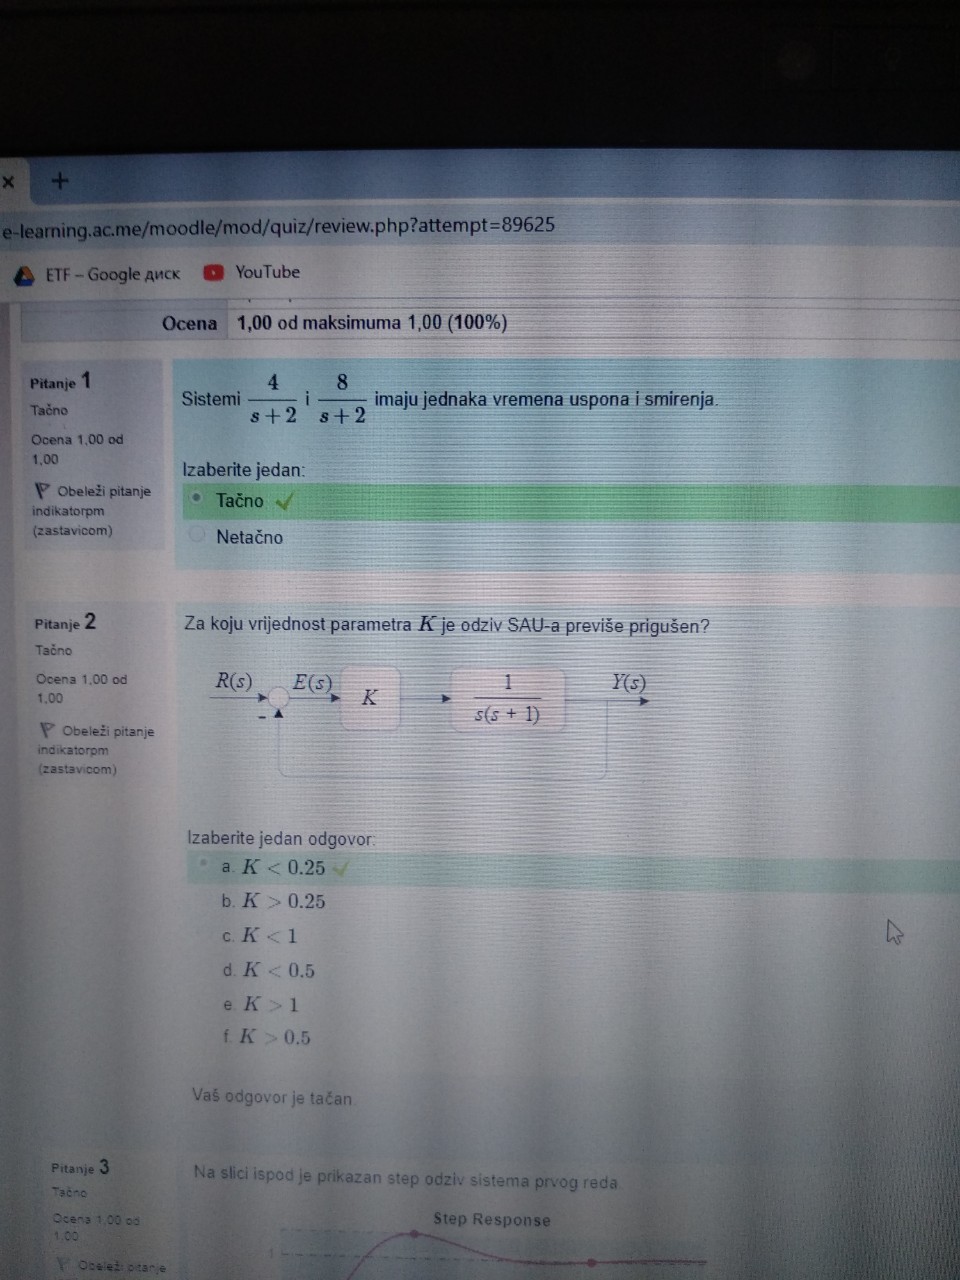 e-learning.ac.me/moodle/mod/quiz/review.php?attempt=89625
ETF – Google диск YouTube
Ocena 1,00 od maksimuma 1,00 (100%)
Pitanje 1
Tačno
Ocena 1,00 od
1,00
Obeleži pitanje
indikatorpm
(zastavicom)
Sistemi 4/(s + 2) i 8/(s + 2) imaju jednaka vremena uspona i smirenja.
Izaberite jedan:
Tačno
Netačno
Pitanje 2
Tačno
Ocena 1,00 od
1,00
Obeleži pitanje
indikatorpm
(zastavicom)
Za koju vrijednost parametra K je odziv SAU-a previše prigušen?
R(s) E(s) K 1/(s(s + 1)) Y(s)
–
Izaberite jedan odgovor:
a. K < 0.25
b. K > 0.25
c. K < 1
d. K < 0.5
e. K > 1
f. K > 0.5
Vaš odgovor je tačan.
Pitanje 3
Tačno
Ocena 1,00 od
1,00
Obeleži pitanje
Na slici ispod je prikazan step odziv sistema prvog reda.
Step Response
1